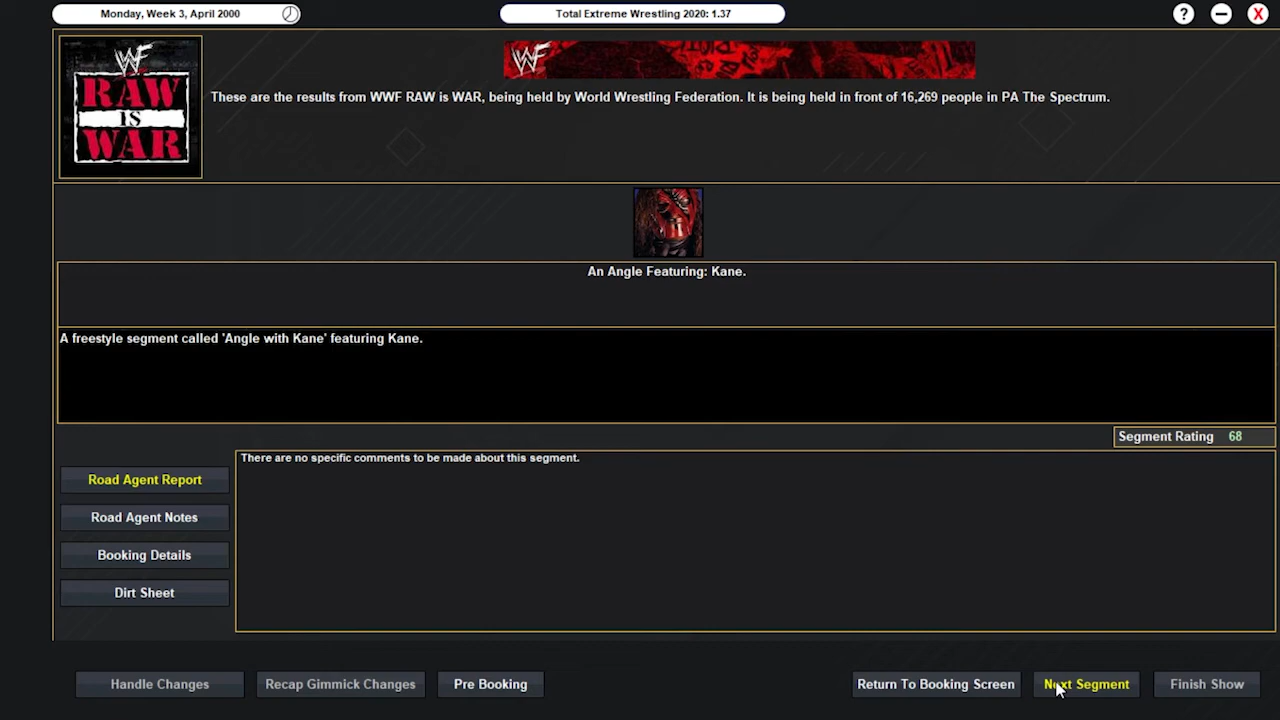 Monday, Week 3, April 2000
Total Extreme Wrestling 2020: 1.37
?
X
RAW
IS
WAR
These are the results from WWF RAW is WAR, being held by World Wrestling Federation. It is being held in front of 16,269 people in PA The Spectrum.
An Angle Featuring: Kane.
A freestyle segment called 'Angle with Kane' featuring Kane.
Segment Rating 68
Road Agent Report
There are no specific comments to be made about this segment.
Road Agent Notes
Booking Details
Dirt Sheet
Handle Changes
Recap Gimmick Changes
Pre Booking
Return To Booking Screen
Next Segment
Finish Show